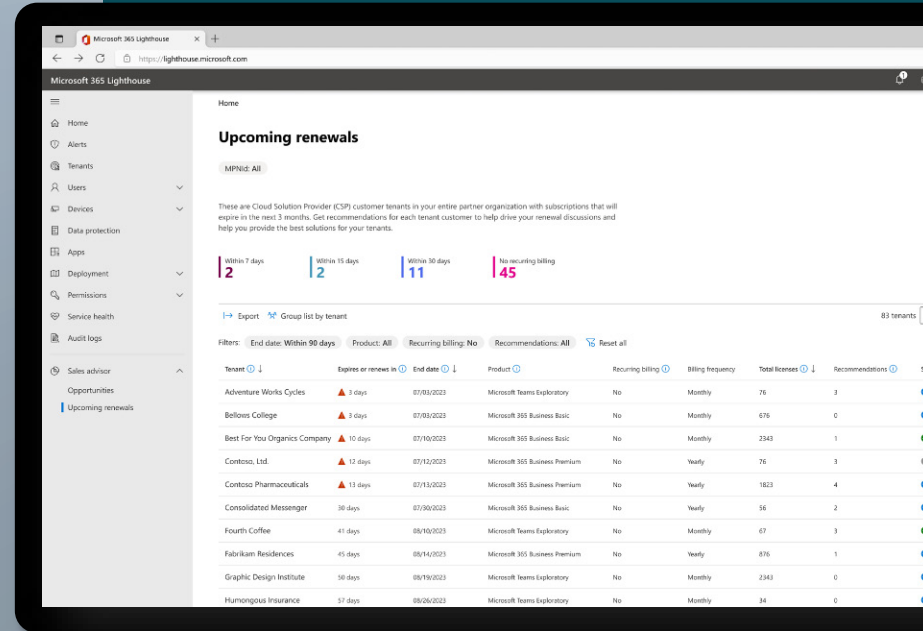 Microsoft 365 Lighthouse
https://lighthouse.microsoft.com
Microsoft 365 Lighthouse
1
Home
Alerts
Tenants
Users
Devices
Data protection
Apps
Deployment
Permissions
Service health
Audit logs
Sales advisor
Opportunities
Upcoming renewals
Home
Upcoming renewals
MPNId: All
These are Cloud Solution Provider (CSP) customer tenants in your entire partner organization with subscriptions that will
expire in the next 3 months. Get recommendations for each tenant customer to help drive your renewal discussions and
help you provide the best solutions for your tenants.
Within 7 days Within 15 days Within 30 days No recurring billing
2 2 11 45
Export Group list by tenant 83 tenants
Filters: End date: Within 90 days Product: All Recurring billing: No Recommendations: All Reset all
Tenant Expires or renews in End date Product Recurring billing Billing frequency Total licenses Recommendations S
Adventure Works Cycles 3 days 07/03/2023 Microsoft Teams Exploratory No Monthly 76 3
Bellows College 3 days 07/03/2023 Microsoft 365 Business Basic No Monthly 676 0
Best For You Organics Company 10 days 07/10/2023 Microsoft 365 Business Basic No Monthly 2343 1
Contoso, Ltd. 12 days 07/12/2023 Microsoft 365 Business Premium No Yearly 76 3
Contoso Pharmaceuticals 13 days 07/13/2023 Microsoft 365 Business Premium No Yearly 1823 4
Consolidated Messenger 30 days 07/30/2023 Microsoft 365 Business Basic No Yearly 56 2
Fourth Coffee 41 days 08/10/2023 Microsoft Teams Exploratory No Monthly 67 3
Fabrikam Residences 45 days 08/14/2023 Microsoft 365 Business Premium No Yearly 876 1
Graphic Design Institute 50 days 08/19/2023 Microsoft Teams Exploratory No Monthly 2343 0
Humongous Insurance 57 days 08/26/2023 Microsoft Teams Exploratory No Monthly 34 0